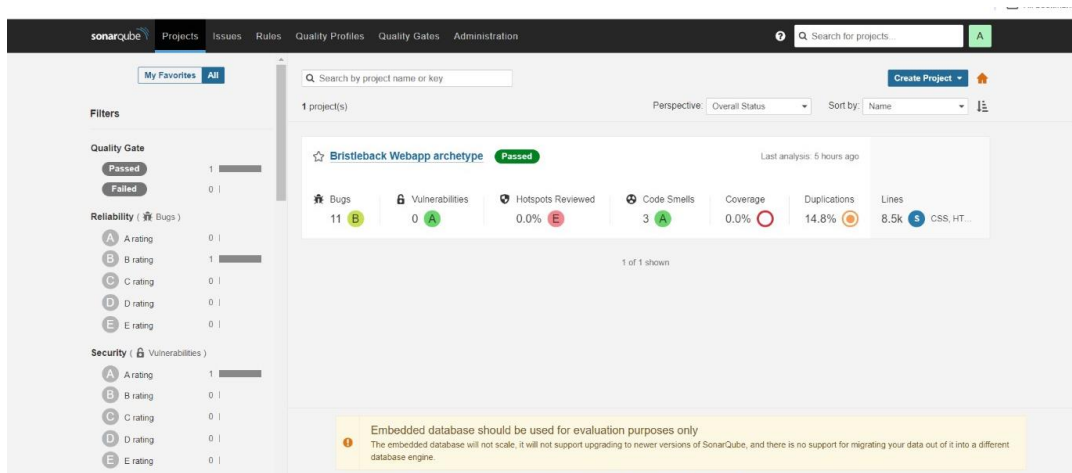 sonarqube Projects Issues Rules Quality Profiles Quality Gates Administration Search for projects... A
My Favorites All
Filters
Quality Gate
Passed 1
Failed 0
Reliability ( Bugs )
A A rating 0
B B rating 1
C C rating 0
D D rating 0
E E rating 0
Security ( Vulnerabilities )
A A rating 1
B B rating 0
C C rating 0
D D rating 0
E E rating 0
Search by project name or key Create Project
1 project(s) Perspective: Overall Status Sort by: Name
Bristleback Webapp archetype Passed Last analysis: 5 hours ago
Bugs Vulnerabilities Hotspots Reviewed Code Smells Coverage Duplications Lines
11 B 0 A 0.0% E 3 A 0.0% 14.8% 8.5k S CSS, HT...
1 of 1 shown
Embedded database should be used for evaluation purposes only
The embedded database will not scale, it will not support upgrading to newer versions of SonarQube, and there is no support for migrating your data out of it into a different
database engine.